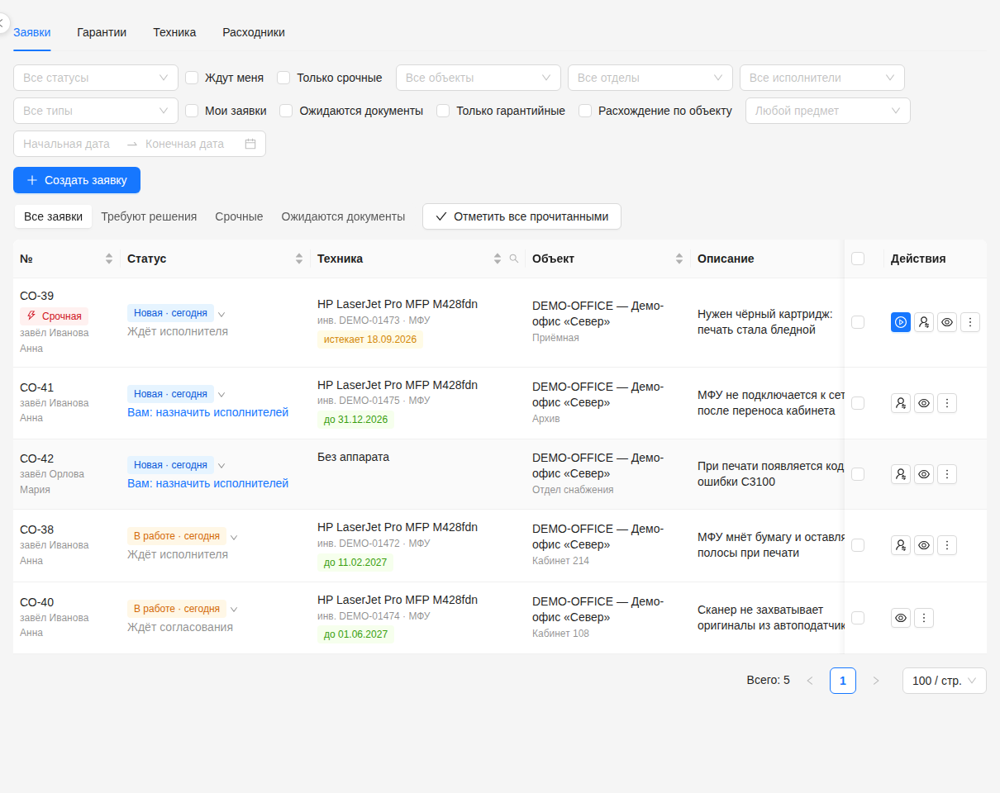 Заявки Гарантии Техника Расходники
Все статусы Ждут меня Только срочные Все объекты Все отделы Все исполнители
Все типы Мои заявки Ожидаются документы Только гарантийные Расхождение по объекту Любой предмет
Начальная дата → Конечная дата
+ Создать заявку
Все заявки Требуют решения Срочные Ожидаются документы Отметить все прочитанными
№ Статус Техника Объект Описание Действия
СО-39
Срочная
завёл Иванова
Анна
Новая · сегодня
Ждёт исполнителя
HP LaserJet Pro MFP M428fdn
инв. DEMO-01473 · МФУ
истекает 18.09.2026
DEMO-OFFICE — Демо-
офис «Север»
Приёмная
Нужен чёрный картридж:
печать стала бледной
СО-41
завёл Иванова
Анна
Новая · сегодня
Вам: назначить исполнителей
HP LaserJet Pro MFP M428fdn
инв. DEMO-01475 · МФУ
до 31.12.2026
DEMO-OFFICE — Демо-
офис «Север»
Архив
МФУ не подключается к сет
после переноса кабинета
СО-42
завёл Орлова
Мария
Новая · сегодня
Вам: назначить исполнителей
Без аппарата
DEMO-OFFICE — Демо-
офис «Север»
Отдел снабжения
При печати появляется код
ошибки C3100
СО-38
завёл Иванова
Анна
В работе · сегодня
Ждёт исполнителя
HP LaserJet Pro MFP M428fdn
инв. DEMO-01472 · МФУ
до 11.02.2027
DEMO-OFFICE — Демо-
офис «Север»
Кабинет 214
МФУ мнёт бумагу и оставля
полосы при печати
СО-40
завёл Иванова
Анна
В работе · сегодня
Ждёт согласования
HP LaserJet Pro MFP M428fdn
инв. DEMO-01474 · МФУ
до 01.06.2027
DEMO-OFFICE — Демо-
офис «Север»
Кабинет 108
Сканер не захватывает
оригиналы из автоподатчик
Всего: 5 1 100 / стр.